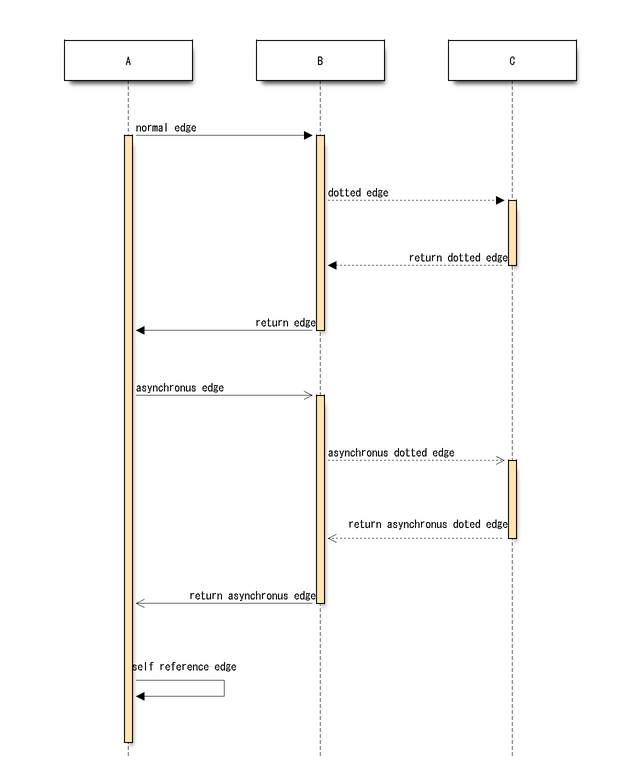 A
B
C
normal edge
dotted edge
return dotted edge
return edge
asynchronus edge
asynchronus dotted edge
return asynchronus doted edge
return asynchronus edge
self reference edge